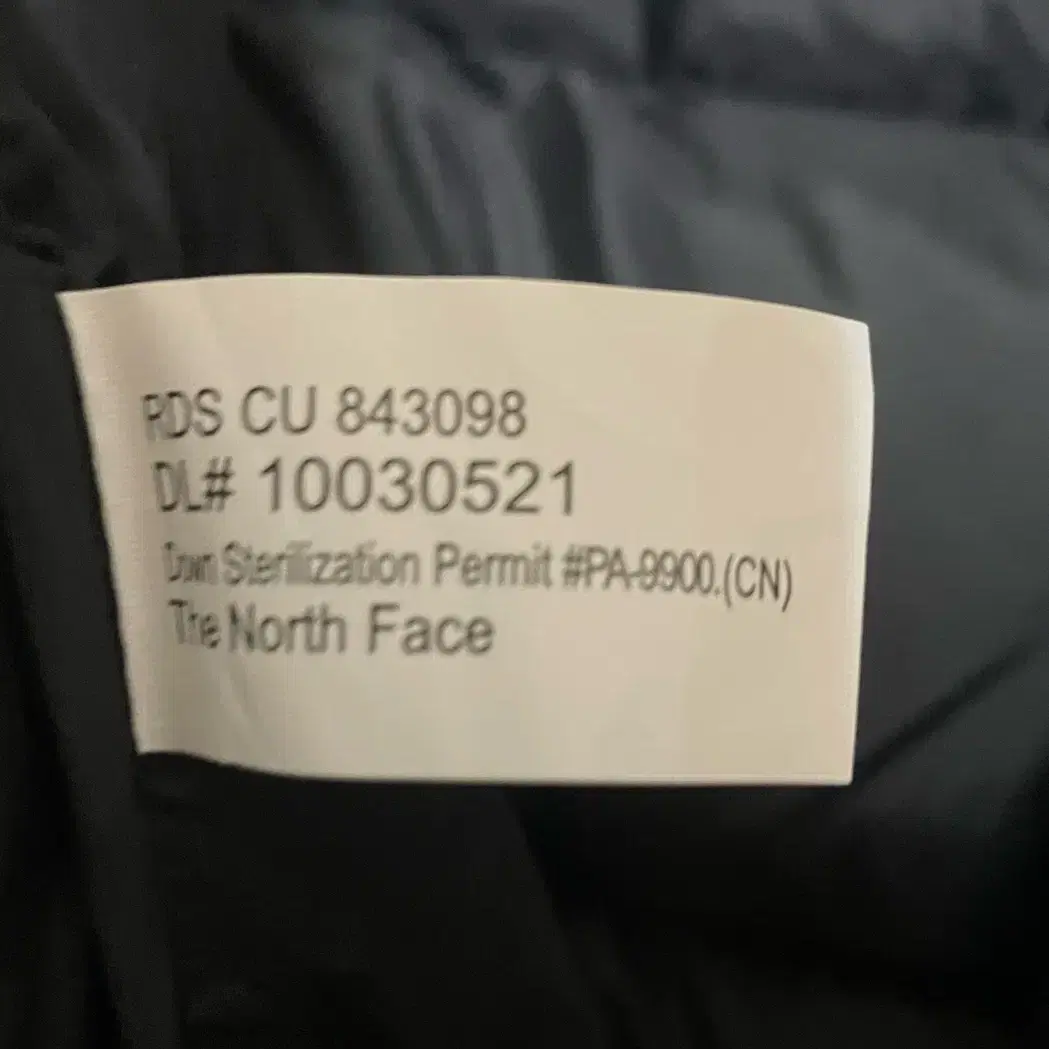 RDS CU 843098
DL# 10030521
Down Sterilization Permit #PA-9900.(CN)
The North Face